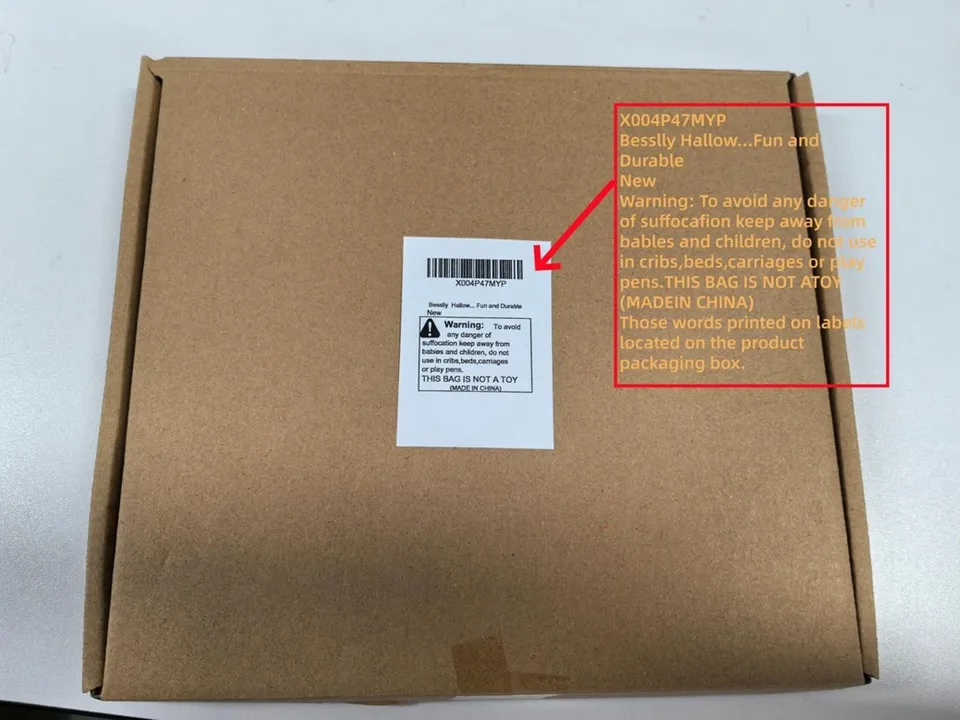 X004P47MYP
Besslly Hallow... Fun and Durable
New
Warning: To avoid
any danger of
suffocation keep away from
babies and children, do not
use in cribs,beds,carriages
or play pens.
THIS BAG IS NOT A TOY
(MADE IN CHINA)
X004P47MYP
Besslly Hallow...Fun and
Durable
New
Warning: To avoid any danger
of suffocafion keep away from
bables and children, do not use
in cribs,beds,carriages or play
pens.THIS BAG IS NOT ATOY
(MADEIN CHINA)
Those words printed on labels
located on the product
packaging box.